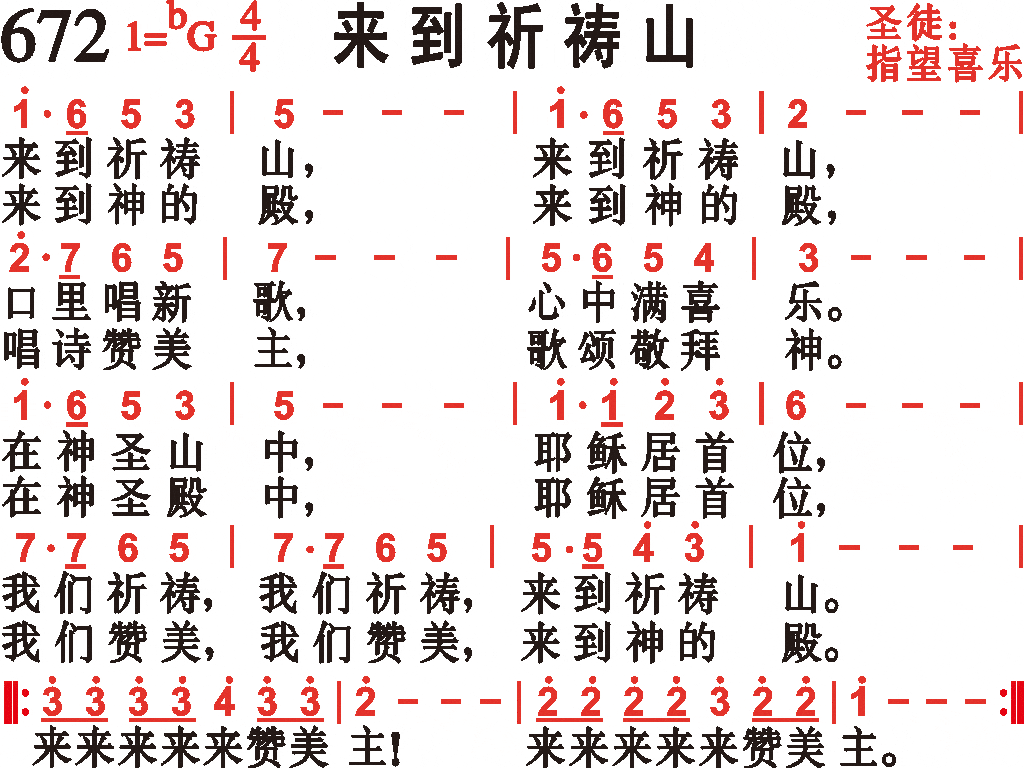 672 1=♭G 4/4 来到祈祷山 圣徒：
指望喜乐
1̇·6̲ 5 3 | 5 - - - | 1̇·6̲ 5 3 | 2 - - - |
来到祈祷 山， 来到祈祷 山，
来到神的 殿， 来到神的 殿，
2̇·7̲ 6 5 | 7 - - - | 5·6̲ 5 4 | 3 - - - |
口里唱新 歌， 心中满喜 乐。
唱诗赞美 主， 歌颂敬拜 神。
1̇·6̲ 5 3 | 5 - - - | 1̇·1̲̇ 2̇ 3̇ | 6 - - - |
在神圣山 中， 耶稣居首 位，
在神圣殿 中， 耶稣居首 位，
7·7̲ 6 5 | 7·7̲ 6 5 | 5·5̲ 4̇ 3̇ | 1̇ - - - |
我们祈祷， 我们祈祷， 来到祈祷 山。
我们赞美， 我们赞美， 来到神的 殿。
‖: 3̲̇ 3̲̇ 3̲̇ 3̲̇ 4̇ 3̲̇ 3̲̇ | 2̇ - - - | 2̲̇ 2̲̇ 2̲̇ 2̲̇ 3̇ 2̲̇ 2̲̇ | 1̇ - - - :‖
来来来来来赞美 主！ 来来来来来赞美 主。